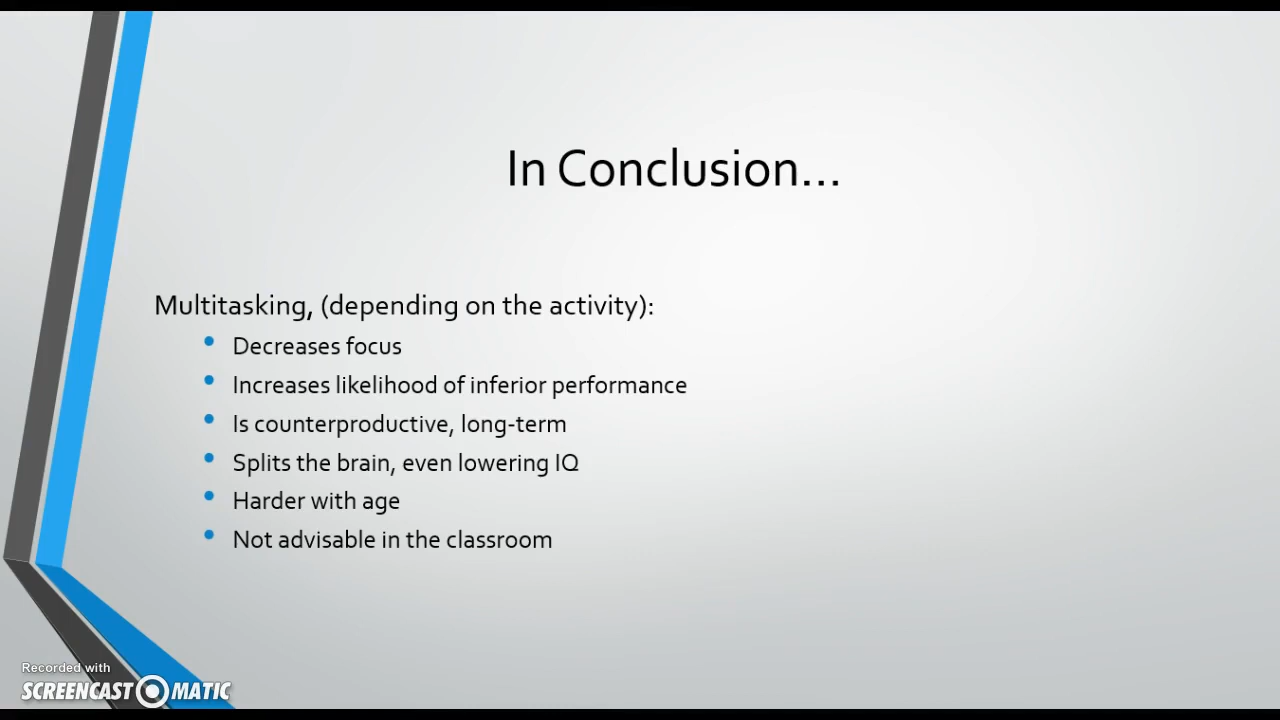 In Conclusion...
Multitasking, (depending on the activity):
• Decreases focus
• Increases likelihood of inferior performance
• Is counterproductive, long-term
• Splits the brain, even lowering IQ
• Harder with age
• Not advisable in the classroom
Recorded with
SCREENCAST MATIC